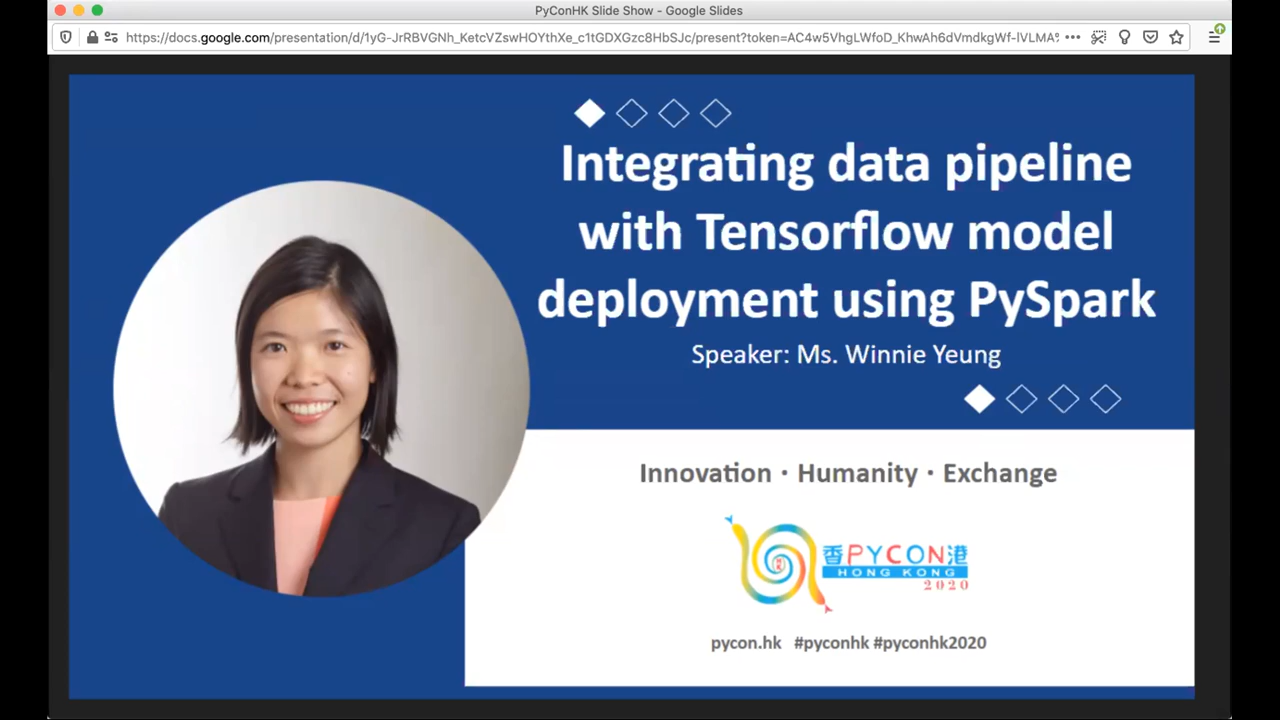 PyConHK Slide Show - Google Slides
https://docs.google.com/presentation/d/1yG-JrRBVGNh_KetcVZswHOYthXe_c1tGDXGzc8HbSJc/present?token=AC4w5VhgLWfoD_KhwAh6dVmdkgWf-lVLMA%
Integrating data pipeline
with Tensorflow model
deployment using PySpark
Speaker: Ms. Winnie Yeung
Innovation · Humanity · Exchange
香PYCON港
HONG KONG
2020
pycon.hk #pyconhk #pyconhk2020